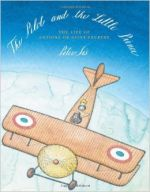 The Pilot and the Little Prince
THE LIFE OF
ANTOINE DE SAINT-EXUPÉRY
Peter Sís